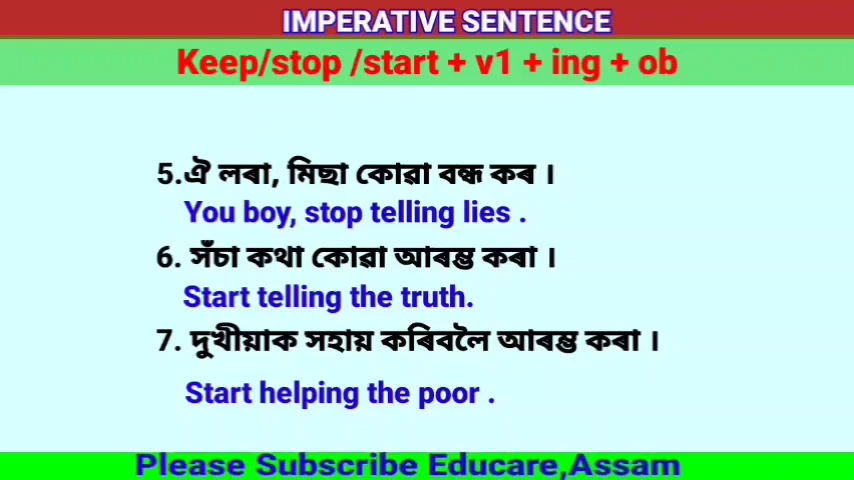 IMPERATIVE SENTENCE
Keep/stop /start + v1 + ing + ob
5.ঐ লৰা, মিছা কোৱা বন্ধ কৰ ।
You boy, stop telling lies .
6. সঁচা কথা কোৱা আৰম্ভ কৰা ।
Start telling the truth.
7. দুখীয়াক সহায় কৰিবলৈ আৰম্ভ কৰা ।
Start helping the poor .
Please Subscribe Educare,Assam